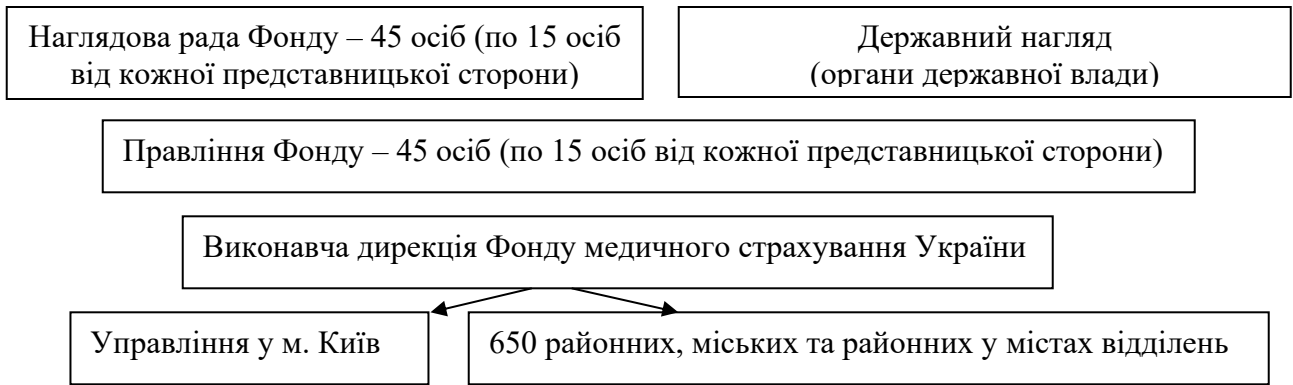 Наглядова рада Фонду – 45 осіб (по 15 осіб
від кожної представницької сторони)
Державний нагляд
(органи державної влади)
Правління Фонду – 45 осіб (по 15 осіб від кожної представницької сторони)
Виконавча дирекція Фонду медичного страхування України
Управління у м. Київ
650 районних, міських та районних у містах відділень